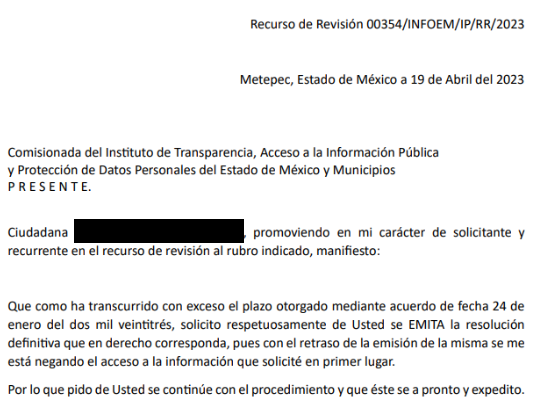 Recurso de Revisión 00354/INFOEM/IP/RR/2023
Metepec, Estado de México a 19 de Abril del 2023
Comisionada del Instituto de Transparencia, Acceso a la Información Pública
y Protección de Datos Personales del Estado de México y Municipios
P R E S E N T E.
Ciudadana , promoviendo en mi carácter de solicitante y
recurrente en el recurso de revisión al rubro indicado, manifiesto:
Que como ha transcurrido con exceso el plazo otorgado mediante acuerdo de fecha 24 de
enero del dos mil veintitrés, solicito respetuosamente de Usted se EMITA la resolución
definitiva que en derecho corresponda, pues con el retraso de la emisión de la misma se me
está negando el acceso a la información que solicité en primer lugar.
Por lo que pido de Usted se continúe con el procedimiento y que éste se a pronto y expedito.